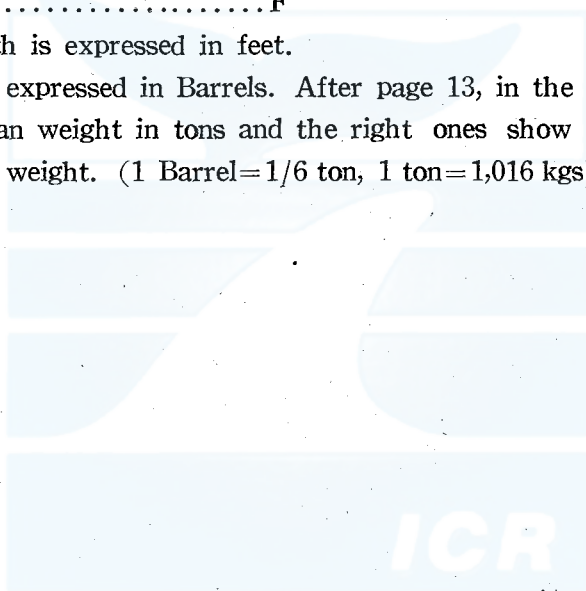 ...................F
h is expressed in feet.
expressed in Barrels. After page 13, in the
an weight in tons and the right ones show
weight. (1 Barrel=1/6 ton, 1 ton=1,016 kgs
ICR